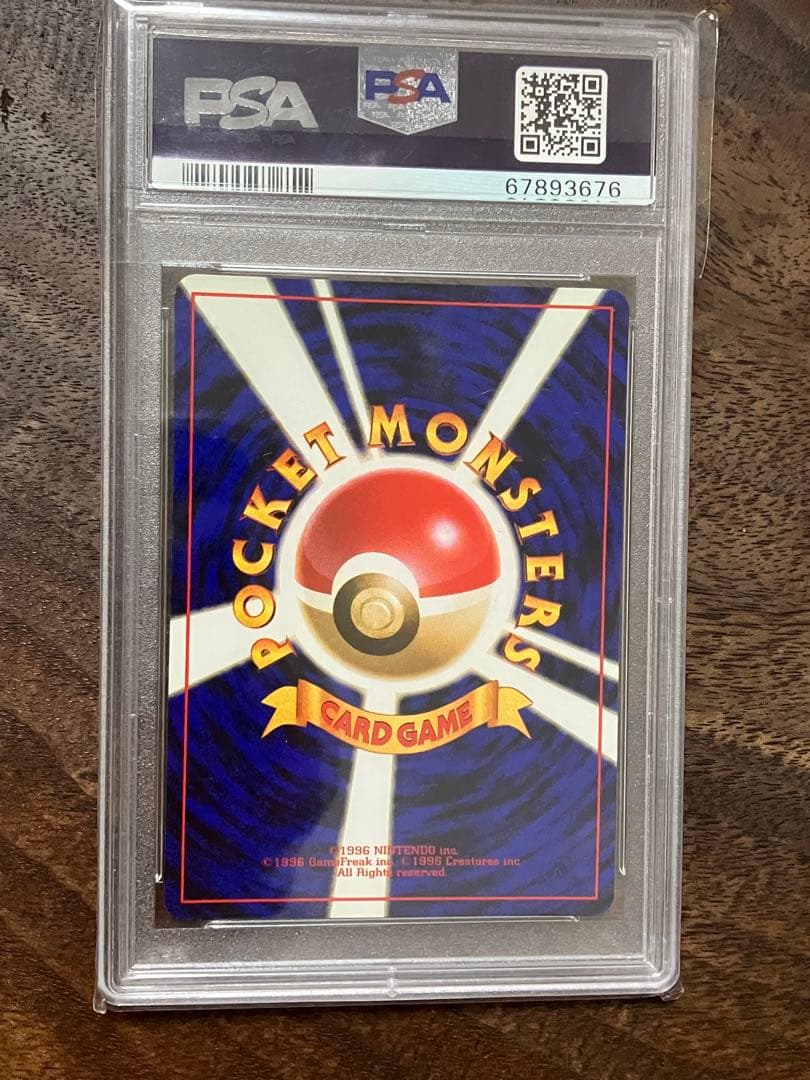 PSA PSA
67893676
POCKET MONSTERS
CARD GAME
©1996 NINTENDO inc.
©1996 GameFreak inc. ©1996 Creatures inc.
All Rights reserved.